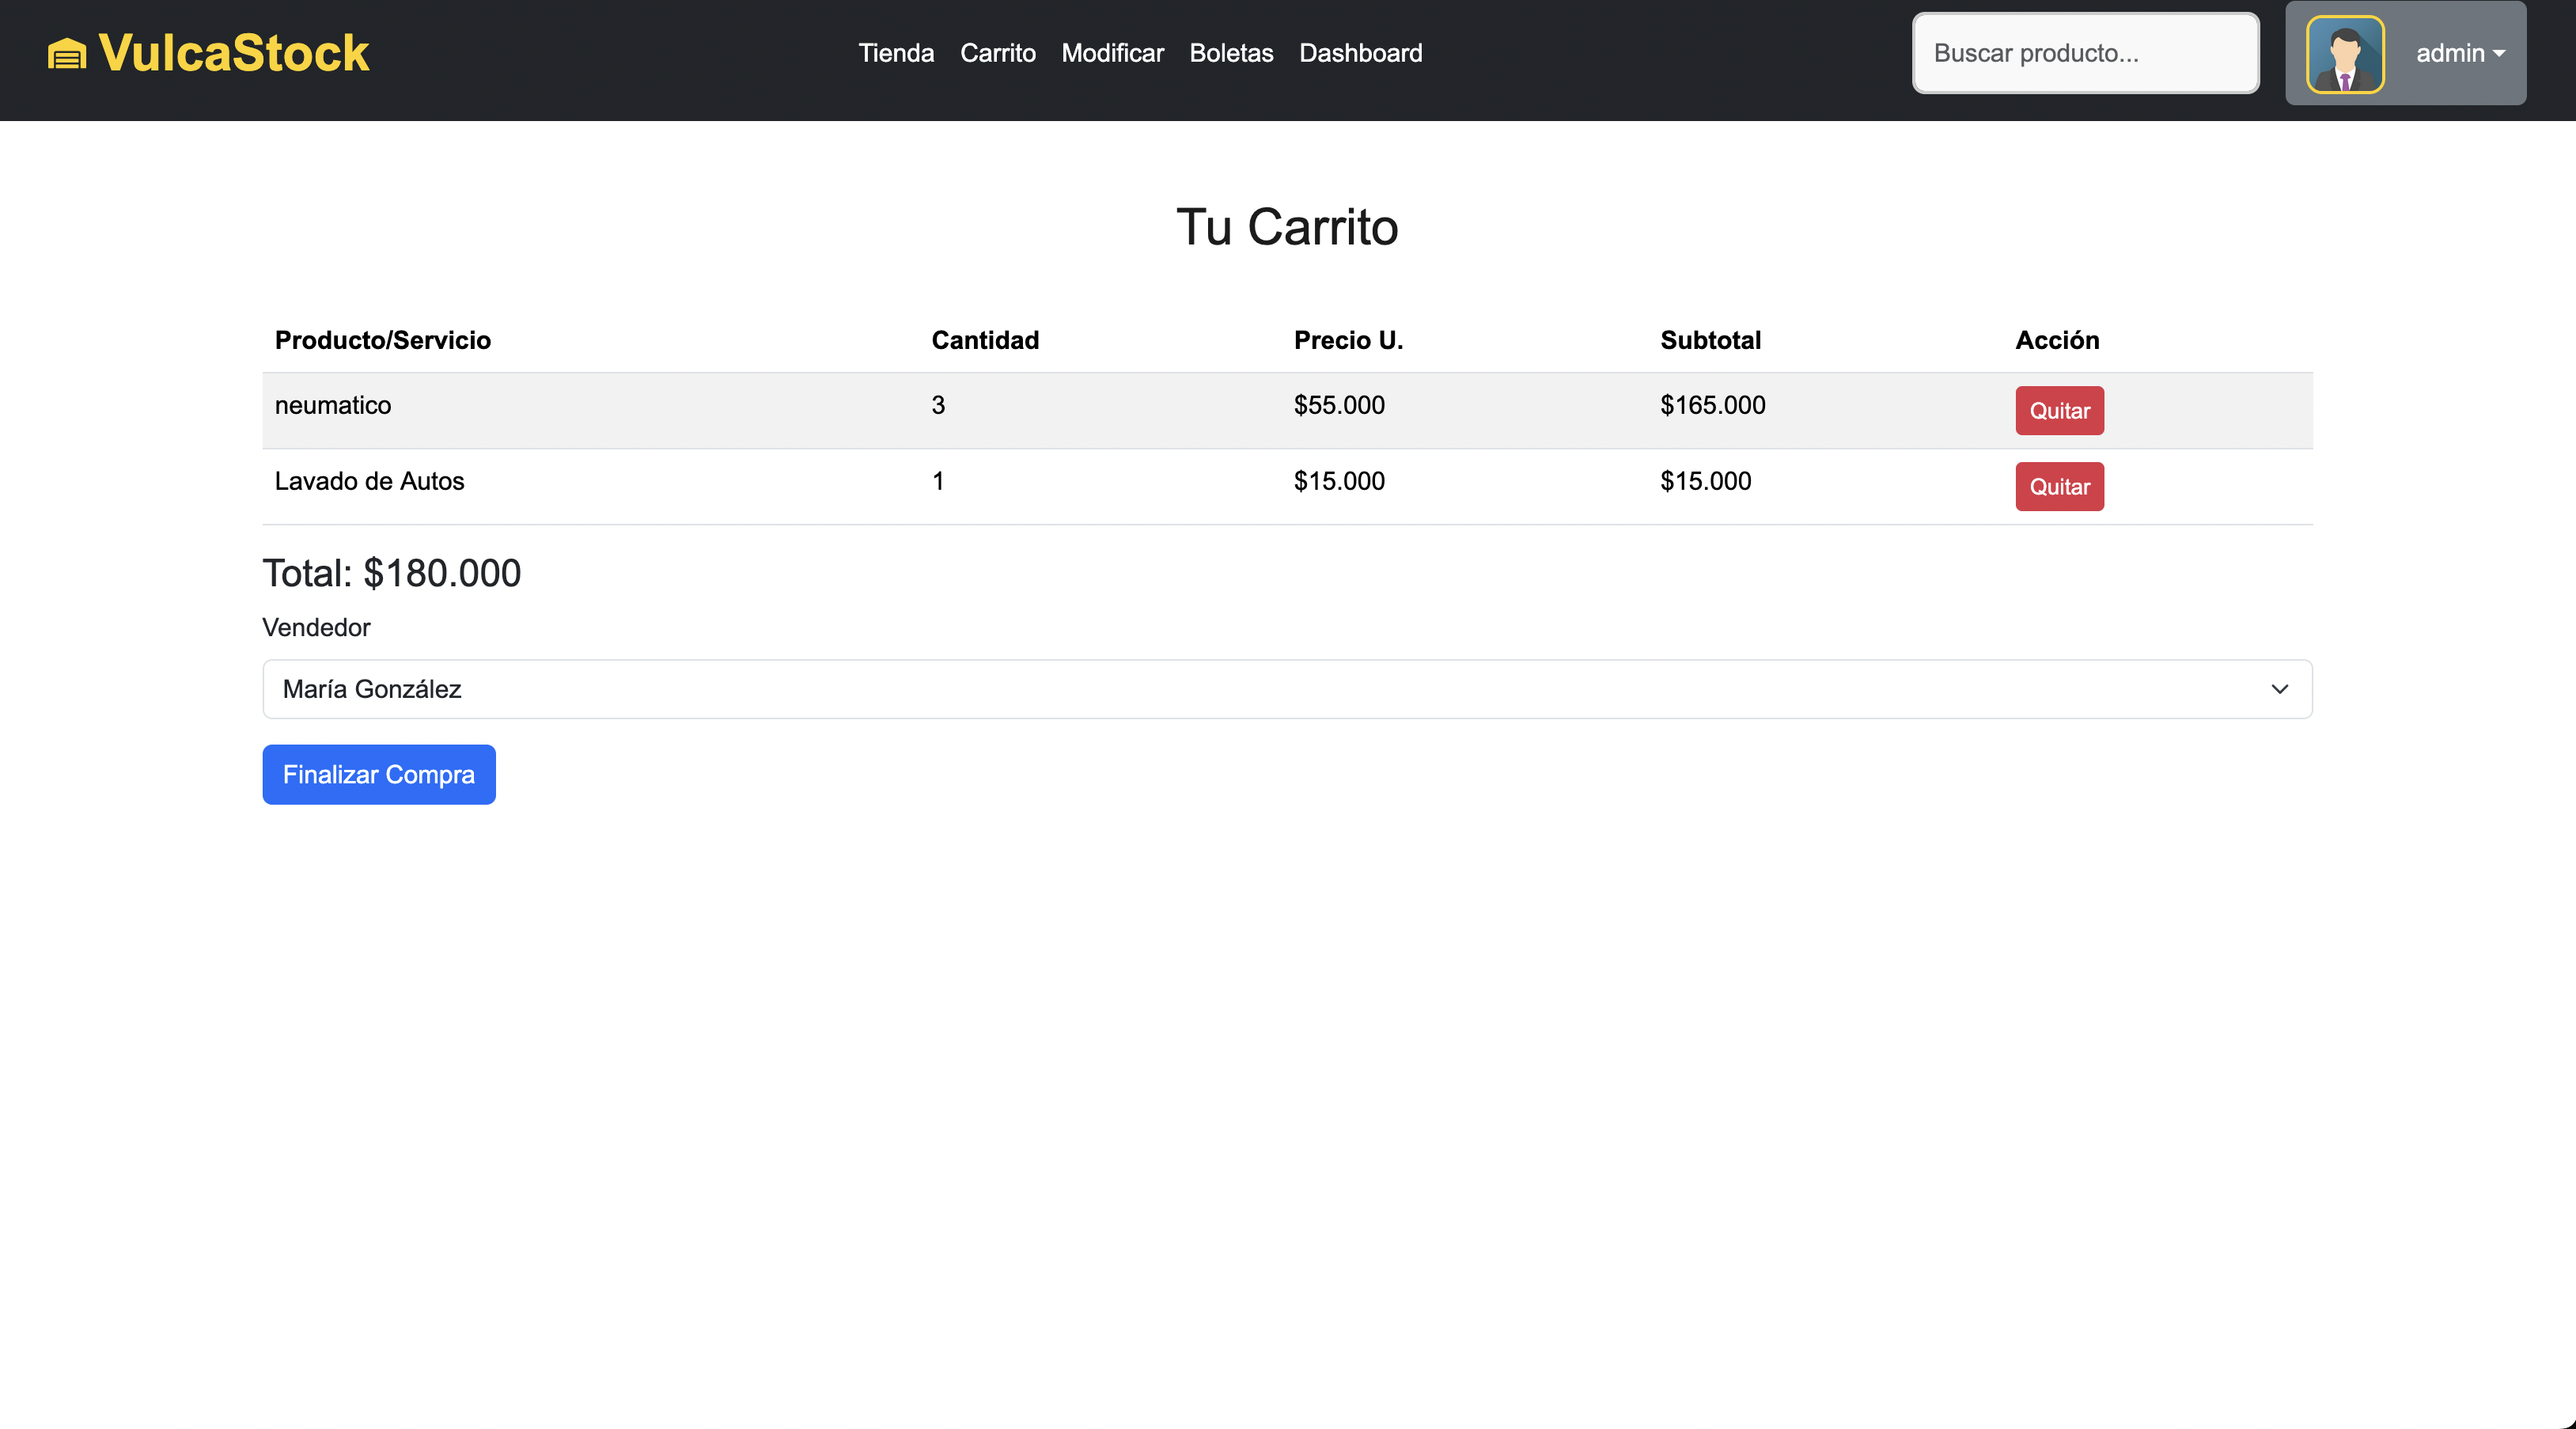 VulcaStock
Tienda Carrito Modificar Boletas Dashboard
Buscar producto...
admin
Tu Carrito
Producto/Servicio Cantidad Precio U. Subtotal Acción
neumatico 3 $55.000 $165.000 Quitar
Lavado de Autos 1 $15.000 $15.000 Quitar
Total: $180.000
Vendedor
María González
Finalizar Compra